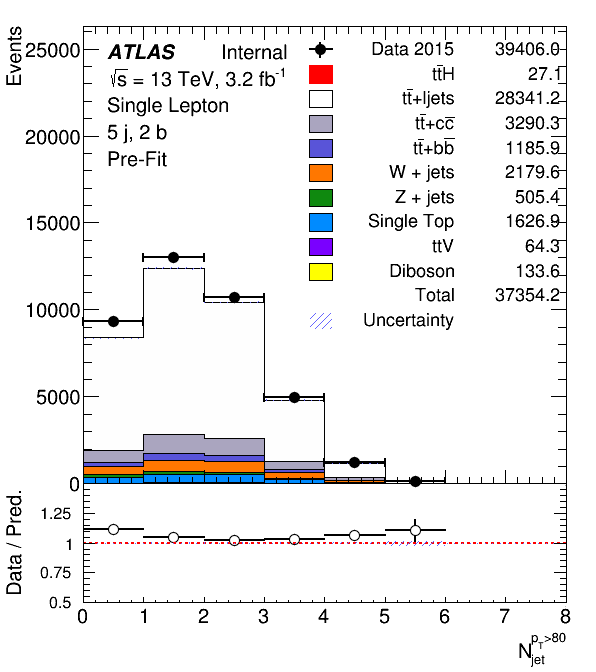 Events
25000
20000
15000
10000
5000
0
ATLAS Internal
√s = 13 TeV, 3.2 fb⁻¹
Single Lepton
5 j, 2 b
Pre-Fit
Data 2015 39406.0
tt̄H 27.1
tt̄+ljets 28341.2
tt̄+cc̄ 3290.3
tt̄+bb̄ 1185.9
W + jets 2179.6
Z + jets 505.4
Single Top 1626.9
ttV 64.3
Diboson 133.6
Total 37354.2
Uncertainty
Data / Pred.
1.25
1
0.75
0.5
0 1 2 3 4 5 6 7 8
N_jet^{p_T>80}